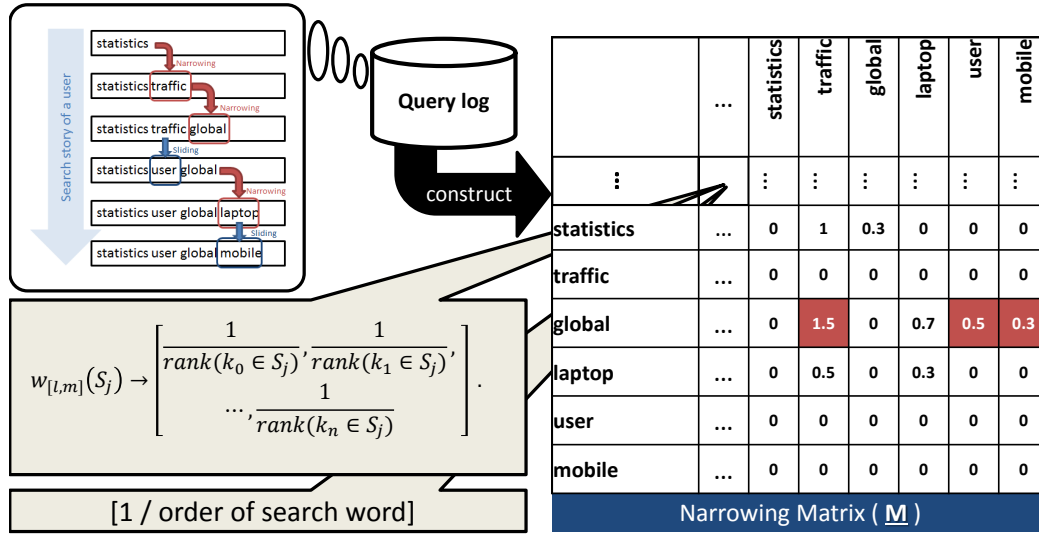 Search story of a user
statistics
Narrowing
statistics traffic
Narrowing
statistics traffic global
Sliding
statistics user global
Narrowing
statistics user global laptop
Sliding
statistics user global mobile
Query log
construct
w[l,m](Sj) → [ 1/rank(k0 ∈ Sj), 1/rank(k1 ∈ Sj),
⋯, 1/rank(kn ∈ Sj) ] .
[1 / order of search word]
... statistics traffic global laptop user mobile
⋮ ⋮ ⋮ ⋮ ⋮ ⋮ ⋮
statistics ... 0 1 0.3 0 0 0
traffic ... 0 0 0 0 0 0
global ... 0 1.5 0 0.7 0.5 0.3
laptop ... 0 0.5 0 0.3 0 0
user ... 0 0 0 0 0 0
mobile ... 0 0 0 0 0 0
Narrowing Matrix ( M )